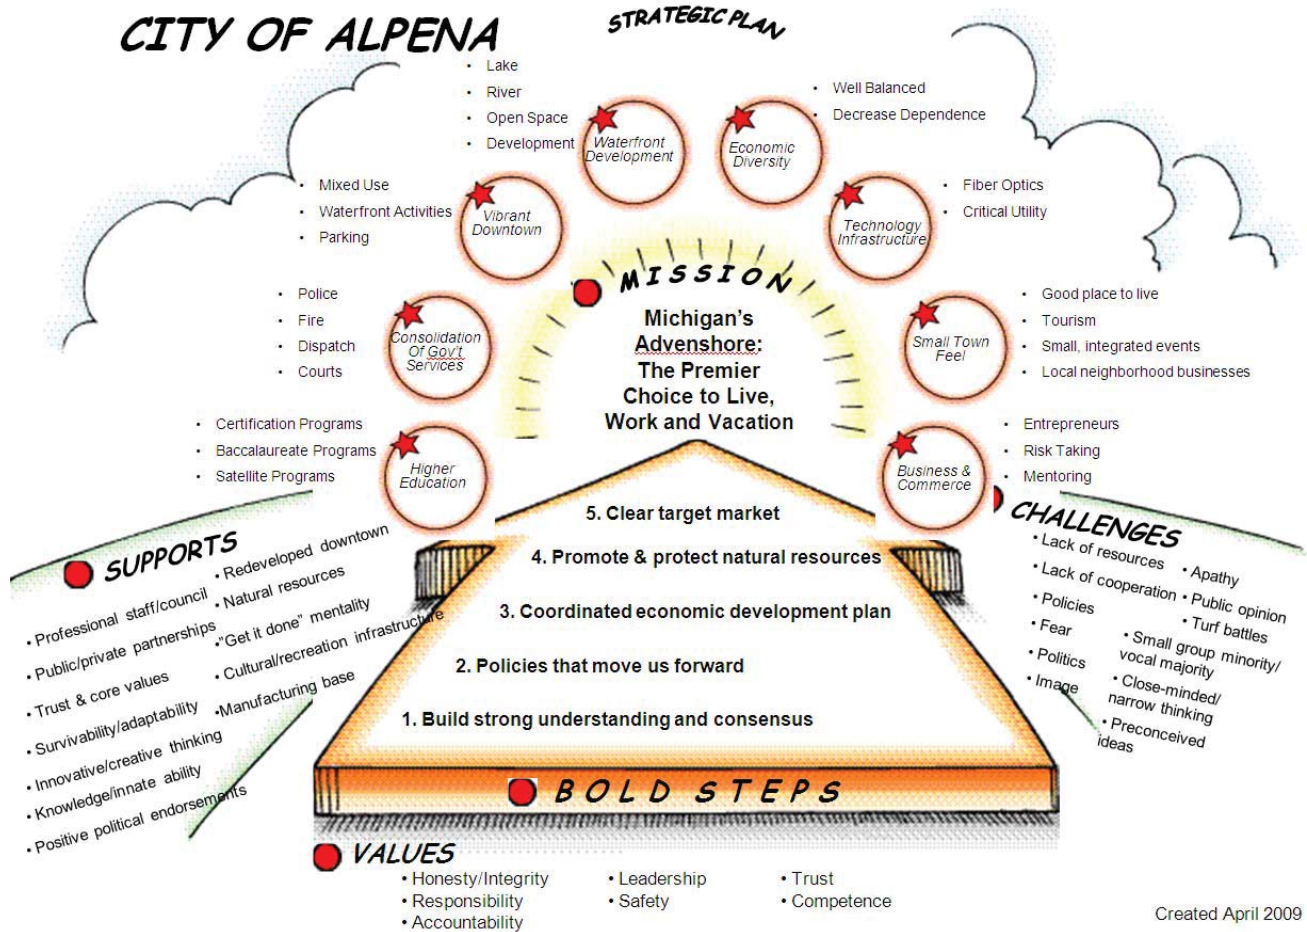 CITY OF ALPENA
STRATEGIC PLAN
• Lake
• River
• Open Space
• Development
Waterfront
Development
Economic
Diversity
• Well Balanced
• Decrease Dependence
• Mixed Use
• Waterfront Activities
• Parking
Vibrant
Downtown
Technology
Infrastructure
• Fiber Optics
• Critical Utility
• Police
• Fire
• Dispatch
• Courts
Consolidation
Of Gov't
Services
Small Town
Feel
• Good place to live
• Tourism
• Small, integrated events
• Local neighborhood businesses
• Certification Programs
• Baccalaureate Programs
• Satellite Programs
Higher
Education
Business &
Commerce
• Entrepreneurs
• Risk Taking
• Mentoring
MISSION
Michigan's
Advenshore:
The Premier
Choice to Live,
Work and Vacation
5. Clear target market
4. Promote & protect natural resources
3. Coordinated economic development plan
2. Policies that move us forward
1. Build strong understanding and consensus
BOLD STEPS
SUPPORTS
• Professional staff/council
• Public/private partnerships
• Trust & core values
• Survivability/adaptability
• Innovative/creative thinking
• Knowledge/innate ability
• Positive political endorsements
• Redeveloped downtown
• Natural resources
•"Get it done" mentality
• Cultural/recreation infrastructure
•Manufacturing base
CHALLENGES
• Lack of resources
• Lack of cooperation
• Policies
• Fear
• Politics
• Image
• Apathy
• Public opinion
• Turf battles
• Small group minority/
vocal majority
• Close-minded/
narrow thinking
• Preconceived
ideas
VALUES
• Honesty/Integrity
• Responsibility
• Accountability
• Leadership
• Safety
• Trust
• Competence
Created April 2009